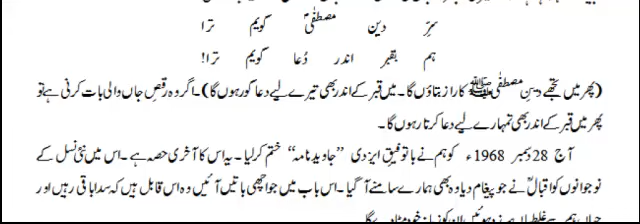 سرِّ دین مصطفٰیؐ گویم ترا
ہم بقبر اندر دُعا گویم ترا!
(پھر میں تجھے دینِ مصطفٰی ﷺ کا راز بتاؤں گا۔ میں قبر کے اندر بھی تیرے لیے دعا گو رہوں گا)۔ اگر وہ رقصِ جاں والی بات کرنی ہے تو
پھر میں قبر کے اندر بھی تمہارے لیے دعا کرتا رہوں گا۔
آج 28 دسمبر 1968ء کو ہم نے باتوفیقِ ایزدی ”جاوید نامہ“ ختم کرلیا۔ یہ اس کا آخری حصہ ہے۔ اس میں نئی نسل کے
نوجوانوں کو اقبالؒ نے جو پیغام دیا وہ بھی ہمارے سامنے آگیا۔ اس باب میں جو اچھی باتیں آئیں وہ اس قابل ہیں کہ سدا باقی رہیں اور